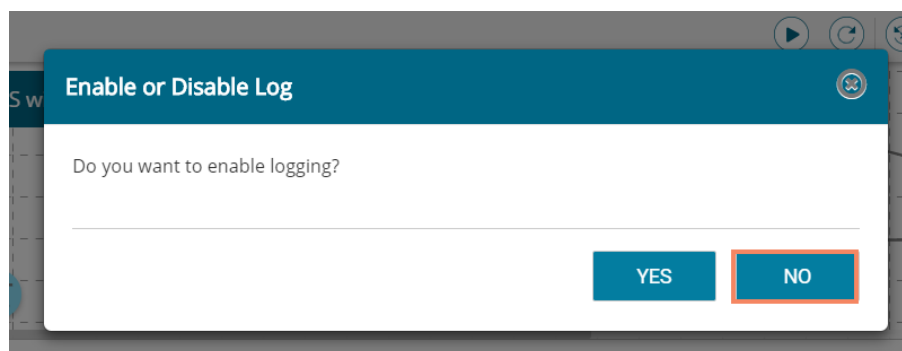 S w
Enable or Disable Log
Do you want to enable logging?
YES
NO